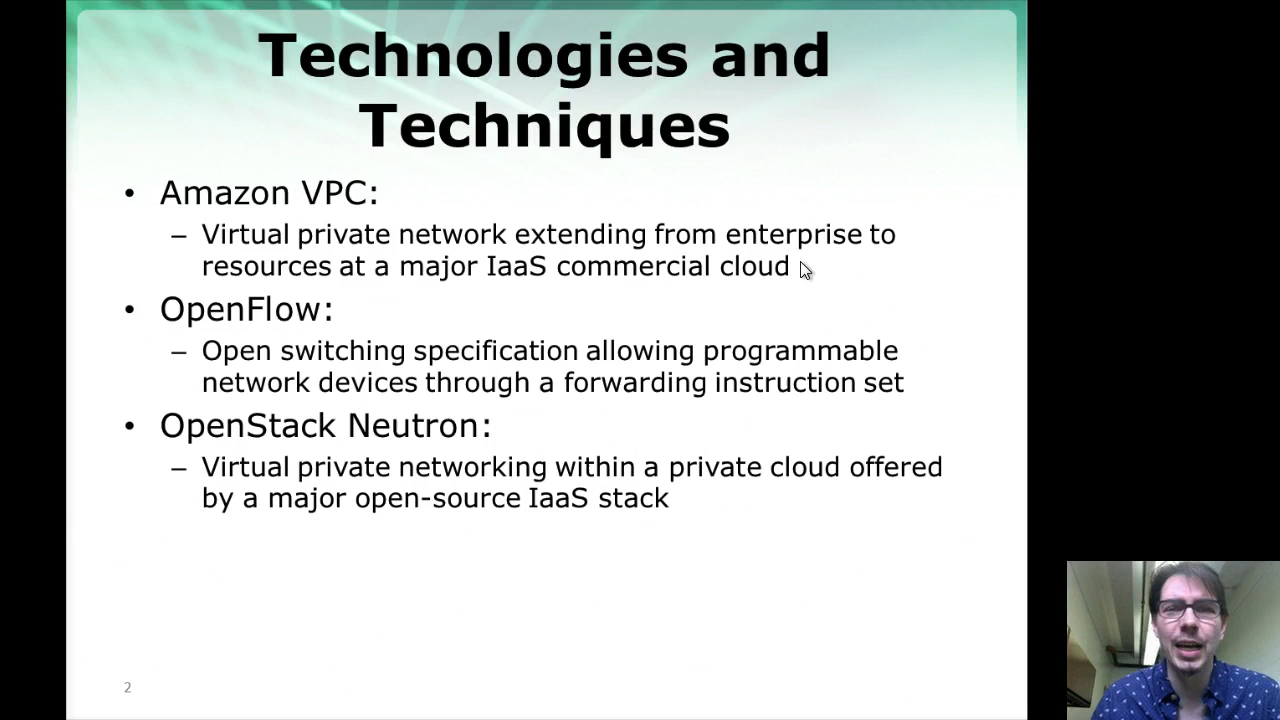 Technologies and
Techniques
• Amazon VPC:
– Virtual private network extending from enterprise to
resources at a major IaaS commercial cloud
• OpenFlow:
– Open switching specification allowing programmable
network devices through a forwarding instruction set
• OpenStack Neutron:
– Virtual private networking within a private cloud offered
by a major open-source IaaS stack
2